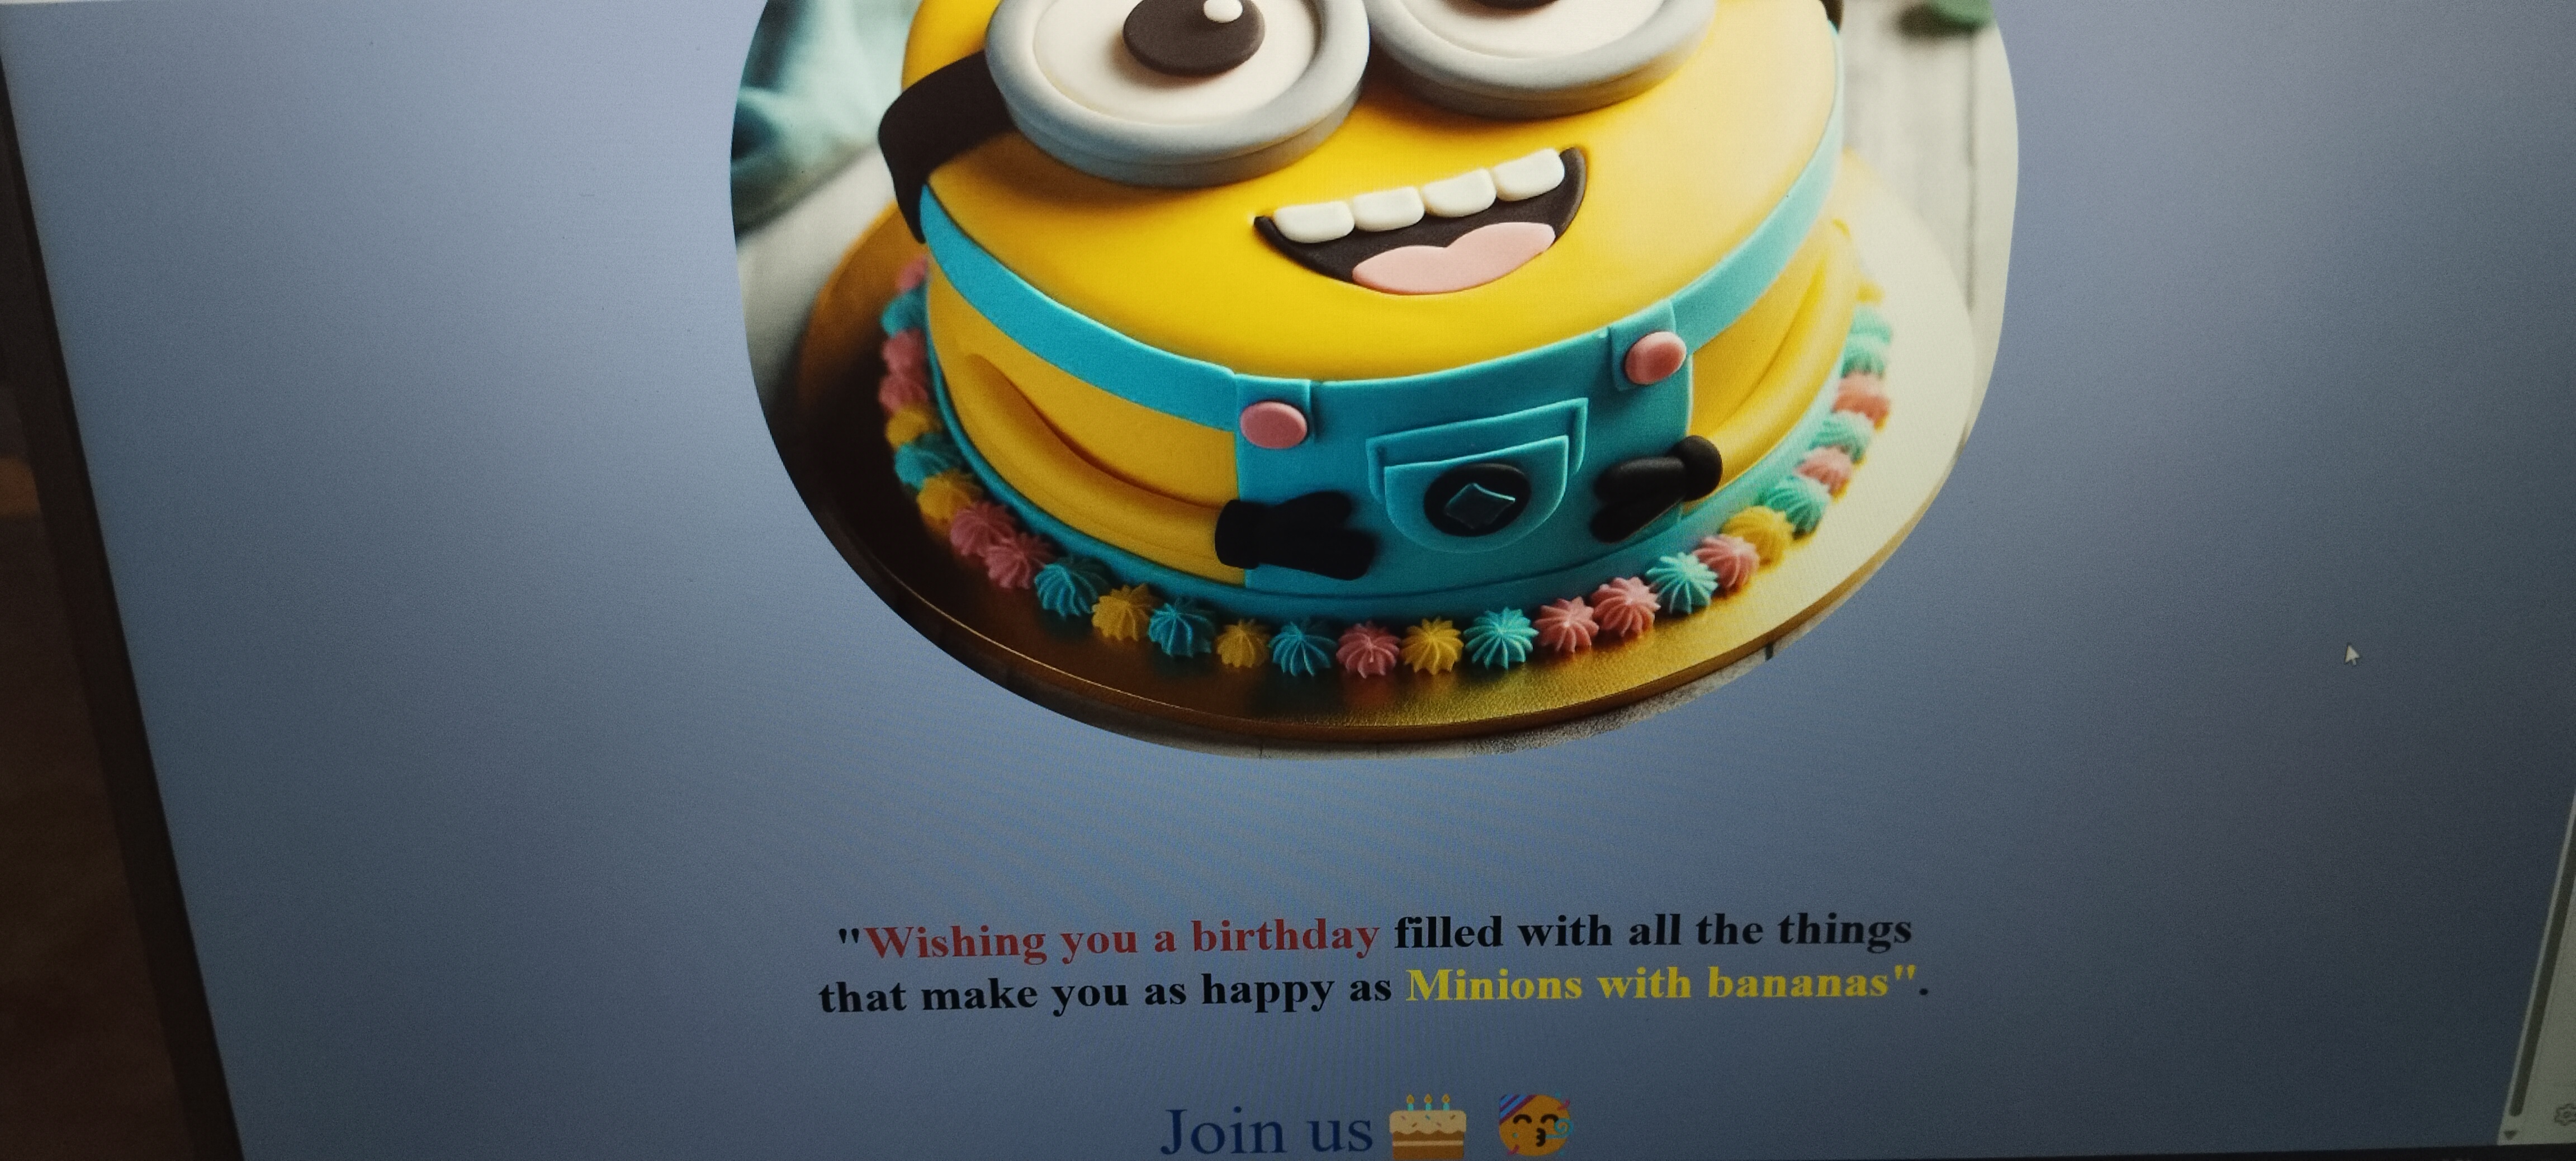 "Wishing you a birthday filled with all the things
that make you as happy as Minions with bananas".
Join us 🎂 🥳